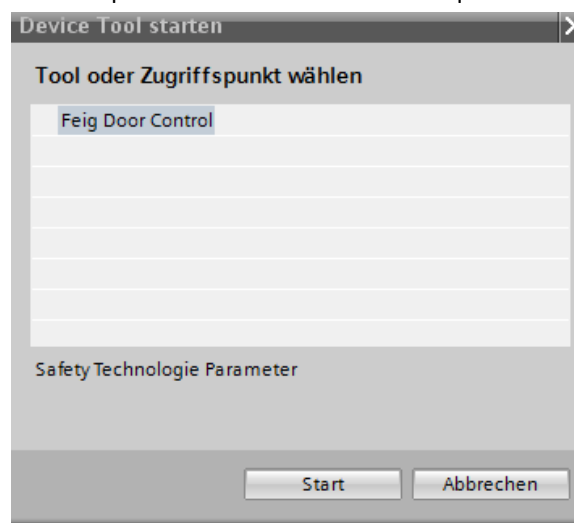 Device Tool starten
Tool oder Zugriffspunkt wählen
Feig Door Control
Safety Technologie Parameter
Start
Abbrechen